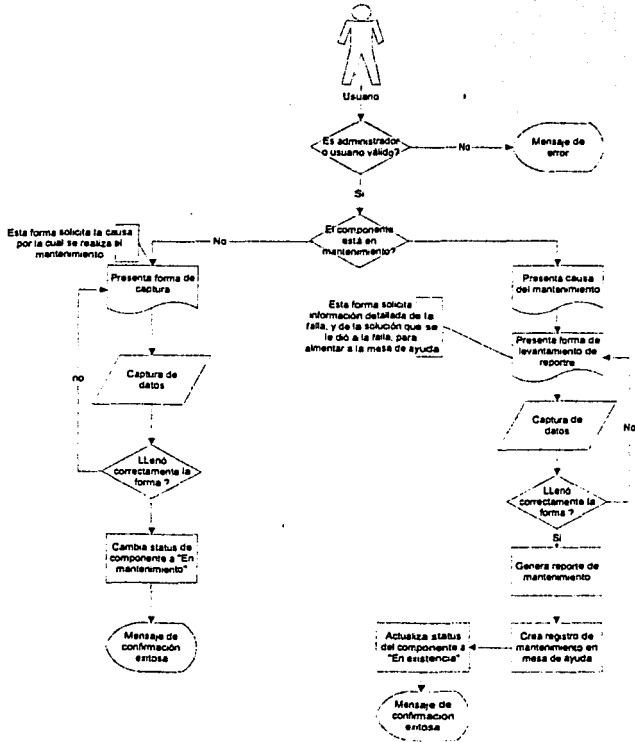 Usuario
Es administrador
o usuario válido?
No
Mensaje de
error
Si
Esta forma solicita la causa
por la cual se realiza el
mantenimiento
No
El componente
está en
mantenimiento?
Presenta forma de
captura
Presenta causa
del mantenimiento
Esta forma solicita
información detallada de la
falla, y de la solución que se
le dió a la falla, para
alimentar a la mesa de ayuda
Presenta forma de
levantamiento de
reportre
no
Captura de
datos
Captura de
datos
No
LLenó
correctamente la
forma ?
LLenó
correctamente la
forma ?
Si
Cambia status de
componente a "En
mantenimiento"
Genera reporte de
mantenimiento
Mensaje de
confirmación
exitosa
Actualiza status
del componente a
"En existencia"
Crea registro de
mantenimiento en
mesa de ayuda
Mensaje de
confirmacion
exitosa